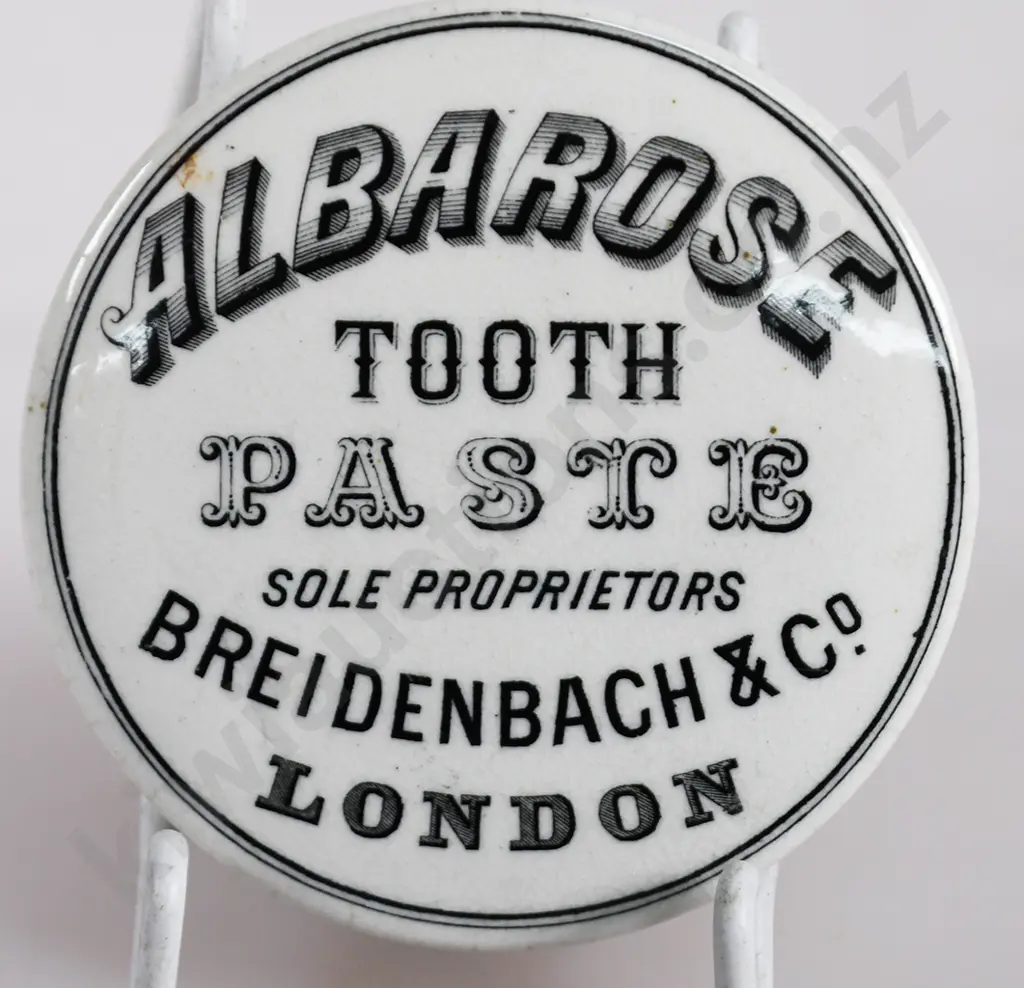 ALBAROSE
TOOTH
PASTE
SOLE PROPRIETORS
BREIDENBACH & Co.
LONDON